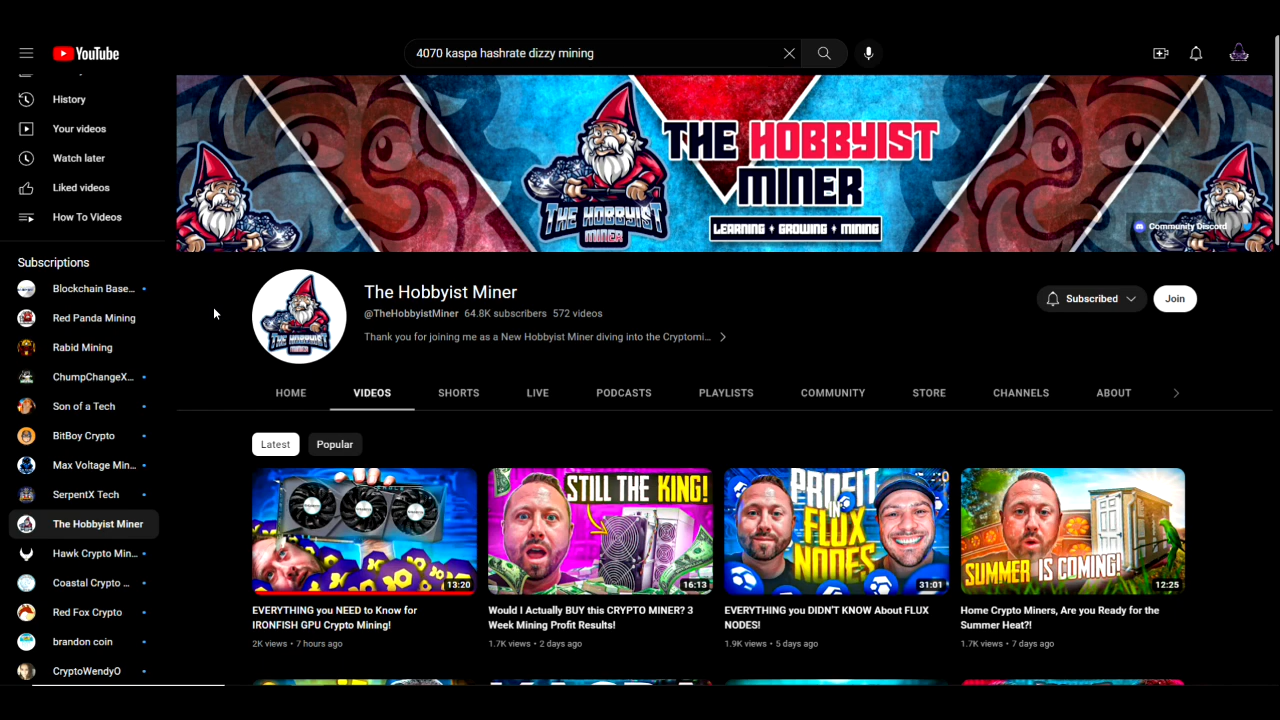 YouTube
4070 kaspa hashrate dizzy mining
History
Your videos
Watch later
Liked videos
How To Videos
Subscriptions
Blockchain Base...
Red Panda Mining
Rabid Mining
ChumpChangeX...
Son of a Tech
BitBoy Crypto
Max Voltage Min...
SerpentX Tech
The Hobbyist Miner
Hawk Crypto Min...
Coastal Crypto ...
Red Fox Crypto
brandon coin
CryptoWendyO
THE HOBBYIST
MINER
LEARNING + GROWING + MINING
THE HOBBYIST
MINER
Community Discord
The Hobbyist Miner
@TheHobbyistMiner 64.8K subscribers 572 videos
Thank you for joining me as a New Hobbyist Miner diving into the Cryptomi...
Subscribed
Join
HOME VIDEOS SHORTS LIVE PODCASTS PLAYLISTS COMMUNITY STORE CHANNELS ABOUT
Latest Popular
13:20
EVERYTHING you NEED to Know for
IRONFISH GPU Crypto Mining!
2K views • 7 hours ago
STILL THE KING!
16:13
Would I Actually BUY this CRYPTO MINER? 3
Week Mining Profit Results!
1.7K views • 2 days ago
PROFIT
IN
FLUX
NODES
31:01
EVERYTHING you DIDN'T KNOW About FLUX
NODES!
1.9K views • 5 days ago
SUMMER IS COMING!
12:25
Home Crypto Miners, Are you Ready for the
Summer Heat?!
1.7K views • 7 days ago